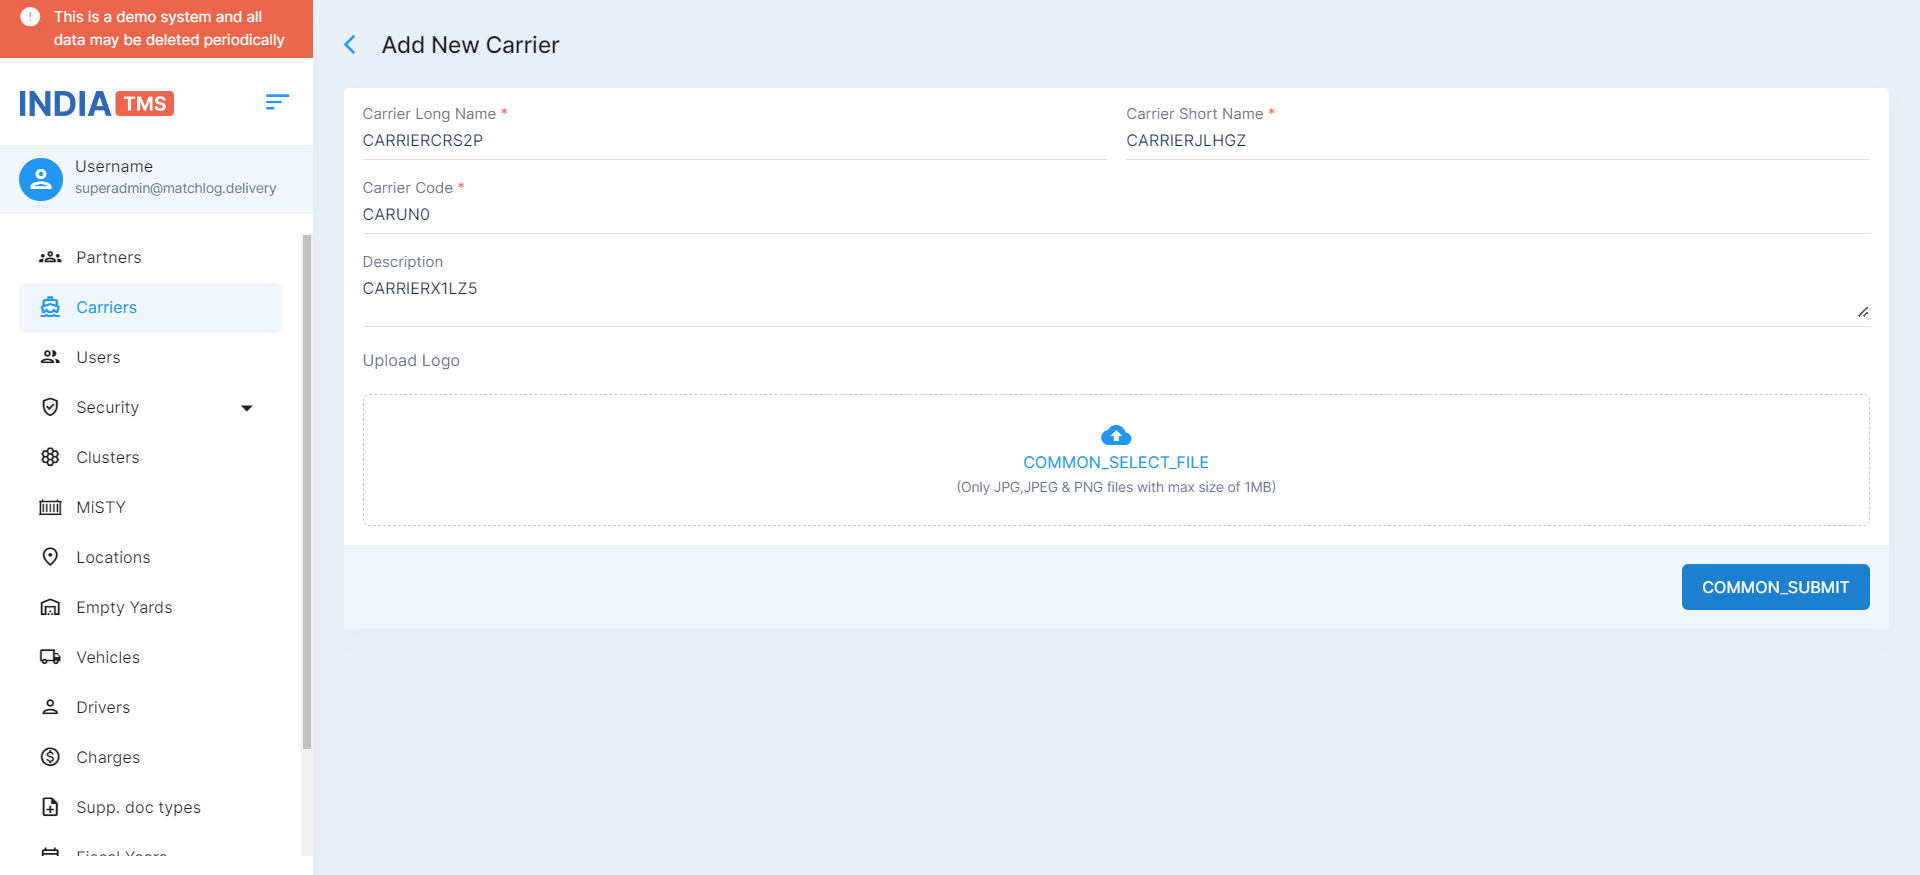 This is a demo system and all
data may be deleted periodically
INDIA TMS
Username
superadmin@matchlog.delivery
Partners
Carriers
Users
Security
Clusters
MiSTY
Locations
Empty Yards
Vehicles
Drivers
Charges
Supp. doc types
Fiscal Years
Add New Carrier
Carrier Long Name *
CARRIERCRS2P
Carrier Short Name *
CARRIERJLHGZ
Carrier Code *
CARUN0
Description
CARRIERX1LZ5
Upload Logo
COMMON_SELECT_FILE
(Only JPG,JPEG & PNG files with max size of 1MB)
COMMON_SUBMIT